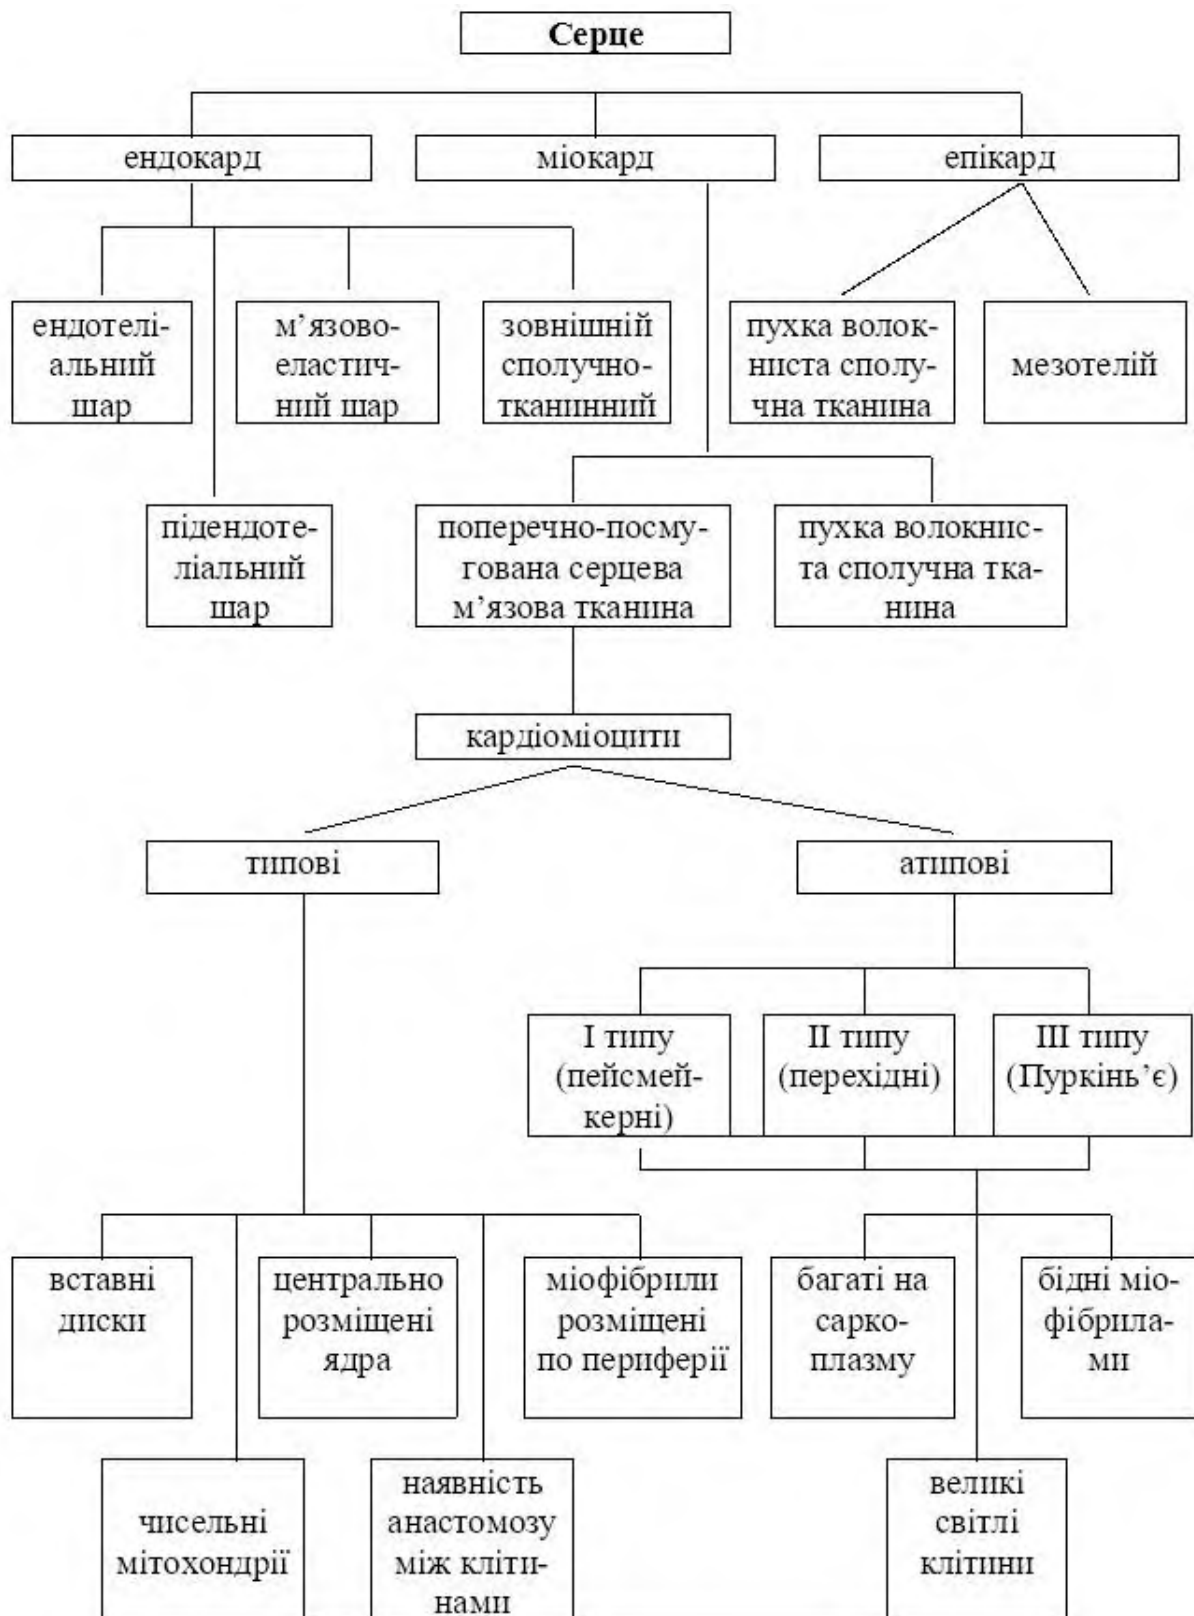 Серце
ендокард
міокард
епікард
ендотелі-
альний
шар
м’язово-
еластич-
ний шар
зовнішній
сполучно-
тканинний
пухка волок-
ниста сполу-
чна тканина
мезотелій
підендоте-
ліальний
шар
поперечно-посму-
гована серцева
м’язова тканина
пухка волокнис-
та сполучна тка-
нина
кардіоміоцити
типові
атипові
І типу
(пейсмей-
керні)
ІІ типу
(перехідні)
ІІІ типу
(Пуркінь’є)
вставні
диски
центрально
розміщені
ядра
міофібрили
розміщені
по периферії
багаті на
сарко-
плазму
бідні міо-
фібрила-
ми
чисельні
мітохондрії
наявність
анастомозу
між кліти-
нами
великі
світлі
клітини